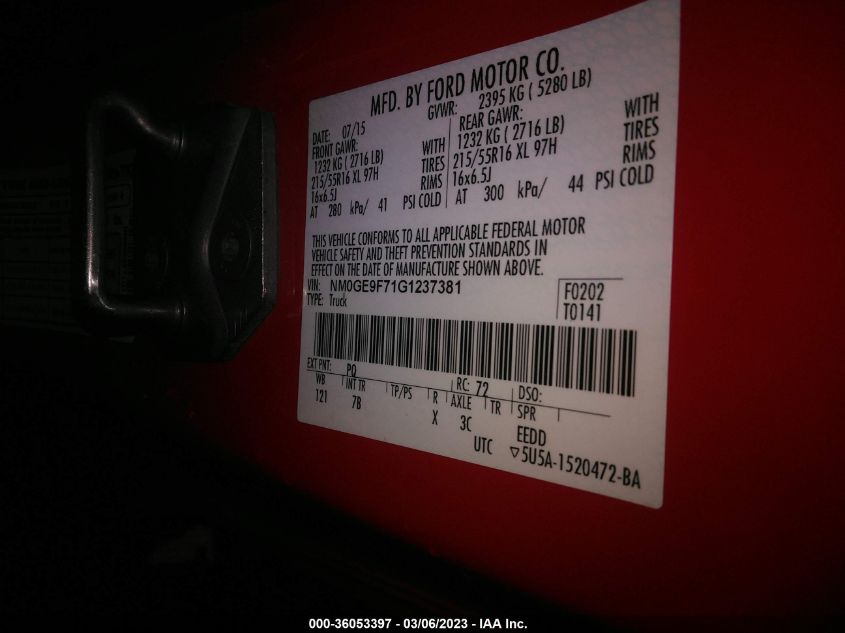 MFD. BY FORD MOTOR CO.
DATE: 07/15 GVWR: 2395 KG ( 5280 LB)
FRONT GAWR: REAR GAWR:
1232 KG ( 2716 LB) WITH 1232 KG ( 2716 LB) WITH
215/55R16 XL 97H TIRES 215/55R16 XL 97H TIRES
16x6.5J RIMS 16x6.5J RIMS
AT 280 kPa/ 41 PSI COLD AT 300 kPa/ 44 PSI COLD
THIS VEHICLE CONFORMS TO ALL APPLICABLE FEDERAL MOTOR
VEHICLE SAFETY AND THEFT PREVENTION STANDARDS IN
EFFECT ON THE DATE OF MANUFACTURE SHOWN ABOVE.
VIN: NM0GE9F71G1237381 F0202
TYPE: Truck T0141
EXT PNT: PQ RC: 72 DSO:
WB INT TR TP/PS R AXLE TR SPR
121 7B X 3C EEDD
UTC ▽5U5A-1520472-BA
000-36053397 - 03/06/2023 - IAA Inc.